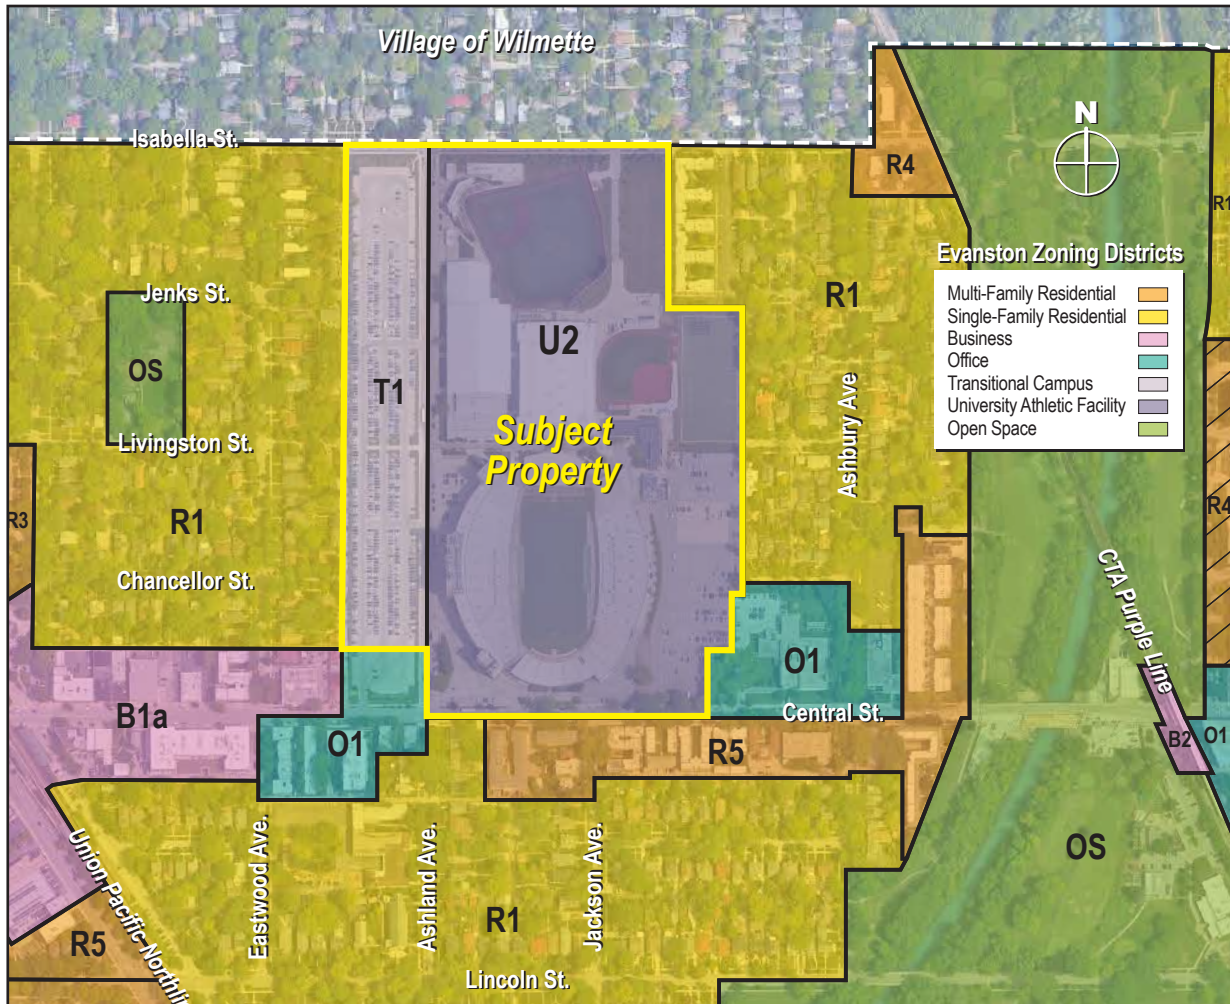 Village of Wilmette
Isabella St.
N
R4
R1
Evanston Zoning Districts
Multi-Family Residential
Single-Family Residential
Business
Office
Transitional Campus
University Athletic Facility
Open Space
Jenks St.
R1
U2
OS
T1
Ashbury Ave
Subject
Property
Livingston St.
R3
R1
R4
Chancellor St.
CTA Purple Line
O1
B1a
Central St.
O1
R5
B2
O1
Union Pacific Northli
Eastwood Ave.
Ashland Ave.
Jackson Ave.
OS
R5
R1
Lincoln St.